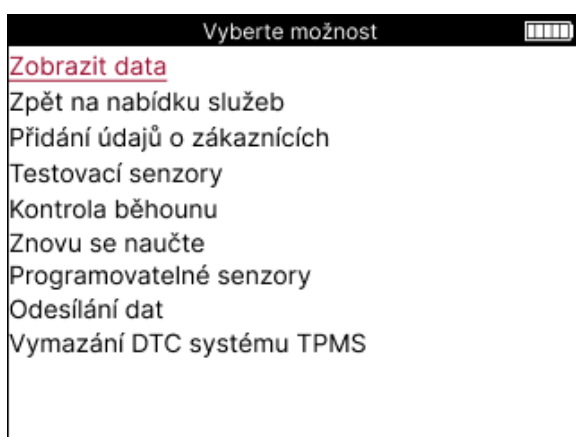 Vyberte možnost
Zobrazit data
Zpět na nabídku služeb
Přidání údajů o zákaznících
Testovací senzory
Kontrola běhounu
Znovu se naučte
Programovatelné senzory
Odesílání dat
Vymazání DTC systému TPMS